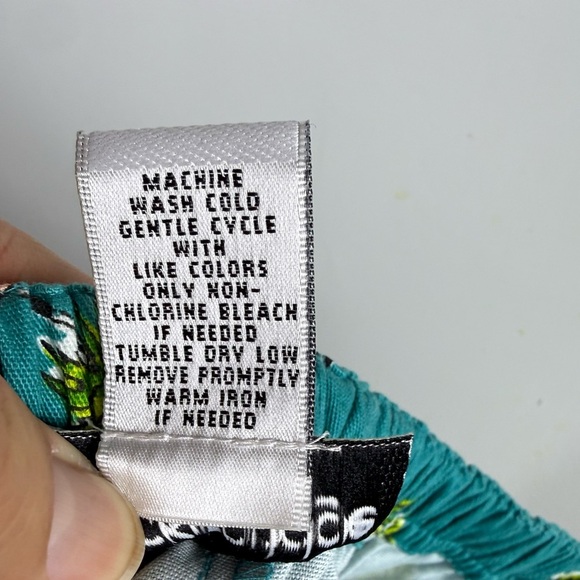 MACHINE
WASH COLD
GENTLE CYCLE
WITH
LIKE COLORS
ONLY NON-
CHLORINE BLEACH
IF NEEDED
TUMBLE DRY LOW
REMOVE PROMPTLY
WARM IRON
IF NEEDED